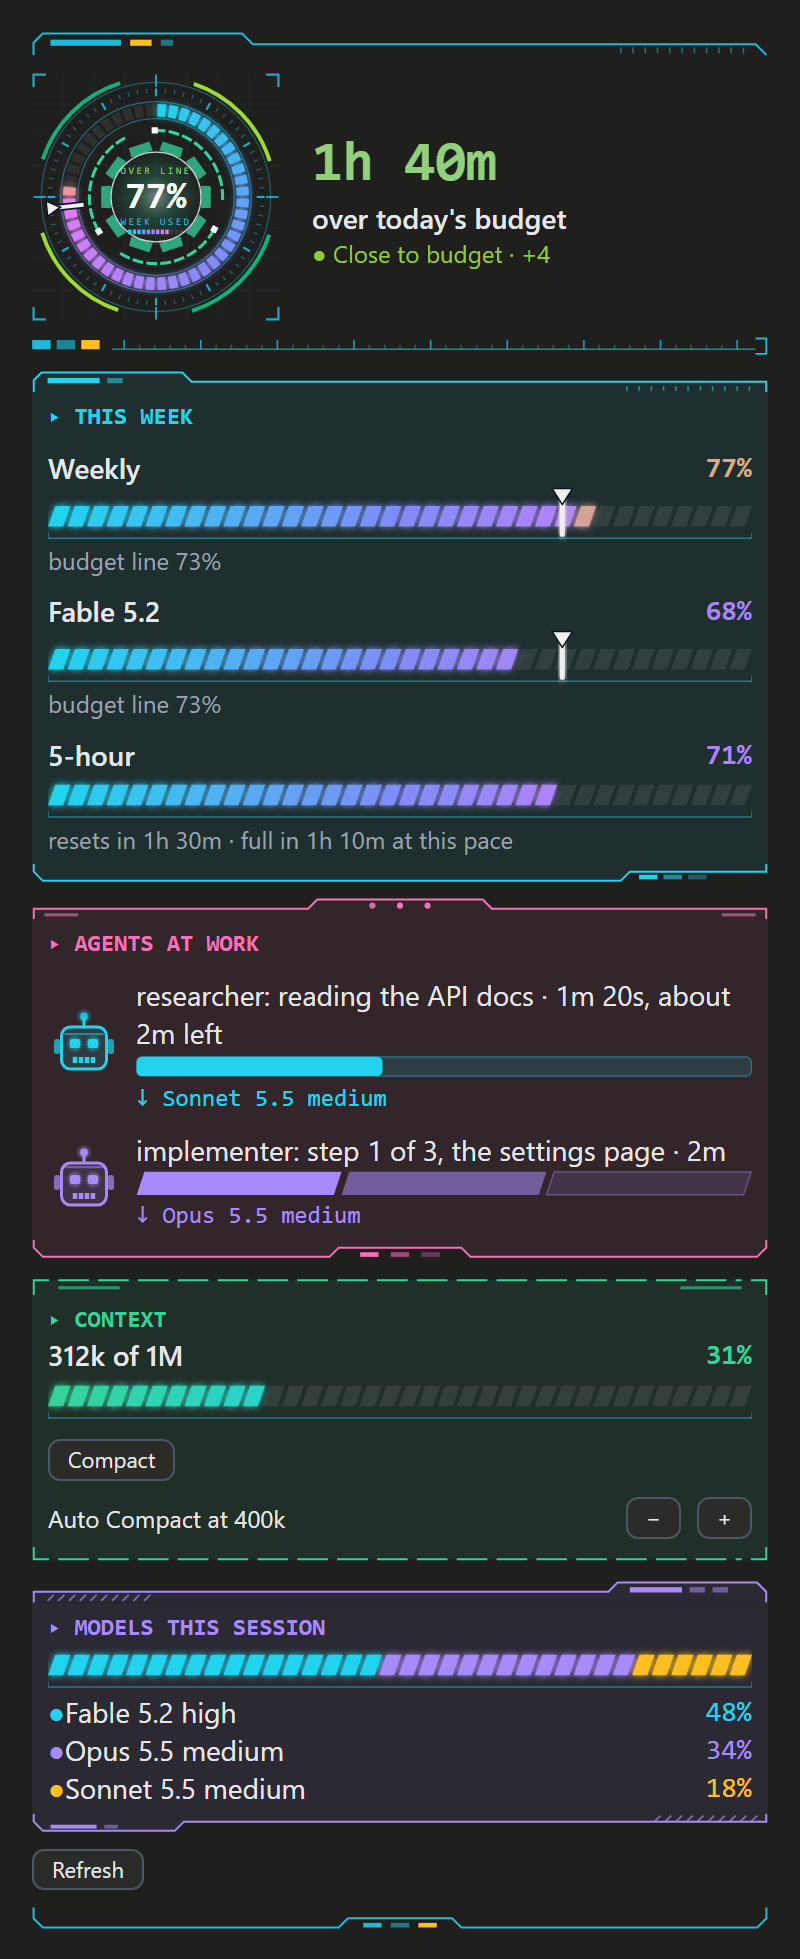 OVER LINE
77%
WEEK USED
1h 40m
over today's budget
● Close to budget · +4
▸ THIS WEEK
Weekly 77%
budget line 73%
Fable 5.2 68%
budget line 73%
5-hour 71%
resets in 1h 30m · full in 1h 10m at this pace
▸ AGENTS AT WORK
researcher: reading the API docs · 1m 20s, about
2m left
↓ Sonnet 5.5 medium
implementer: step 1 of 3, the settings page · 2m
↓ Opus 5.5 medium
▸ CONTEXT
312k of 1M 31%
Compact
Auto Compact at 400k − +
▸ MODELS THIS SESSION
●Fable 5.2 high 48%
●Opus 5.5 medium 34%
●Sonnet 5.5 medium 18%
Refresh